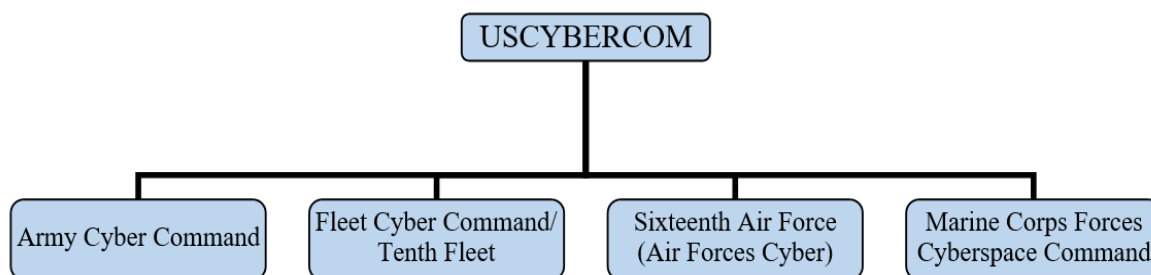 USCYBERCOM
Army Cyber Command
Fleet Cyber Command/
Tenth Fleet
Sixteenth Air Force
(Air Forces Cyber)
Marine Corps Forces
Cyberspace Command